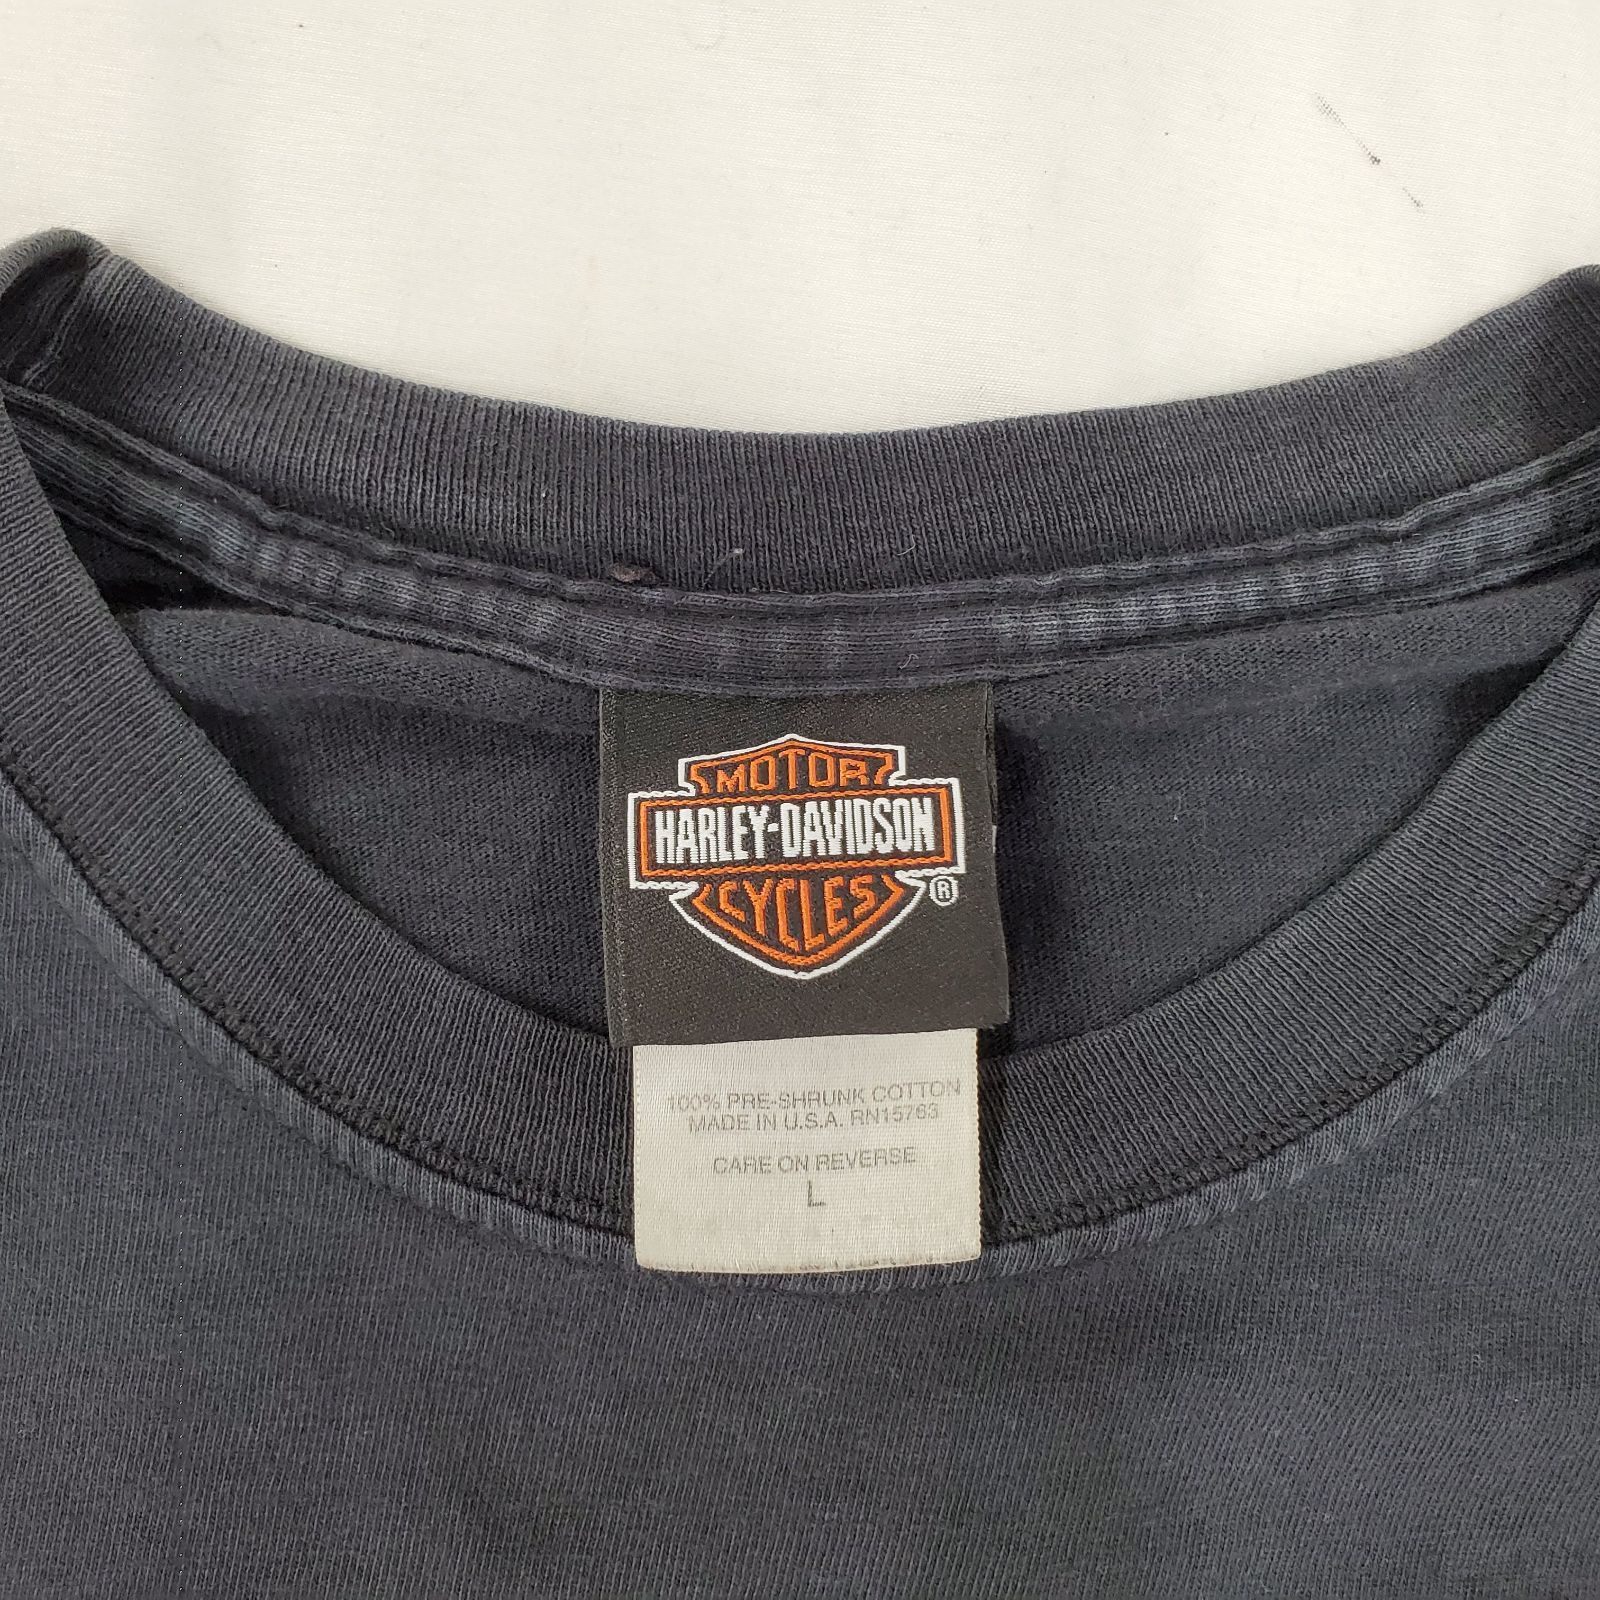 MOTOR
HARLEY-DAVIDSON
CYCLES
®
100% PRE-SHRUNK COTTON
MADE IN U.S.A. RN15763
CARE ON REVERSE
L